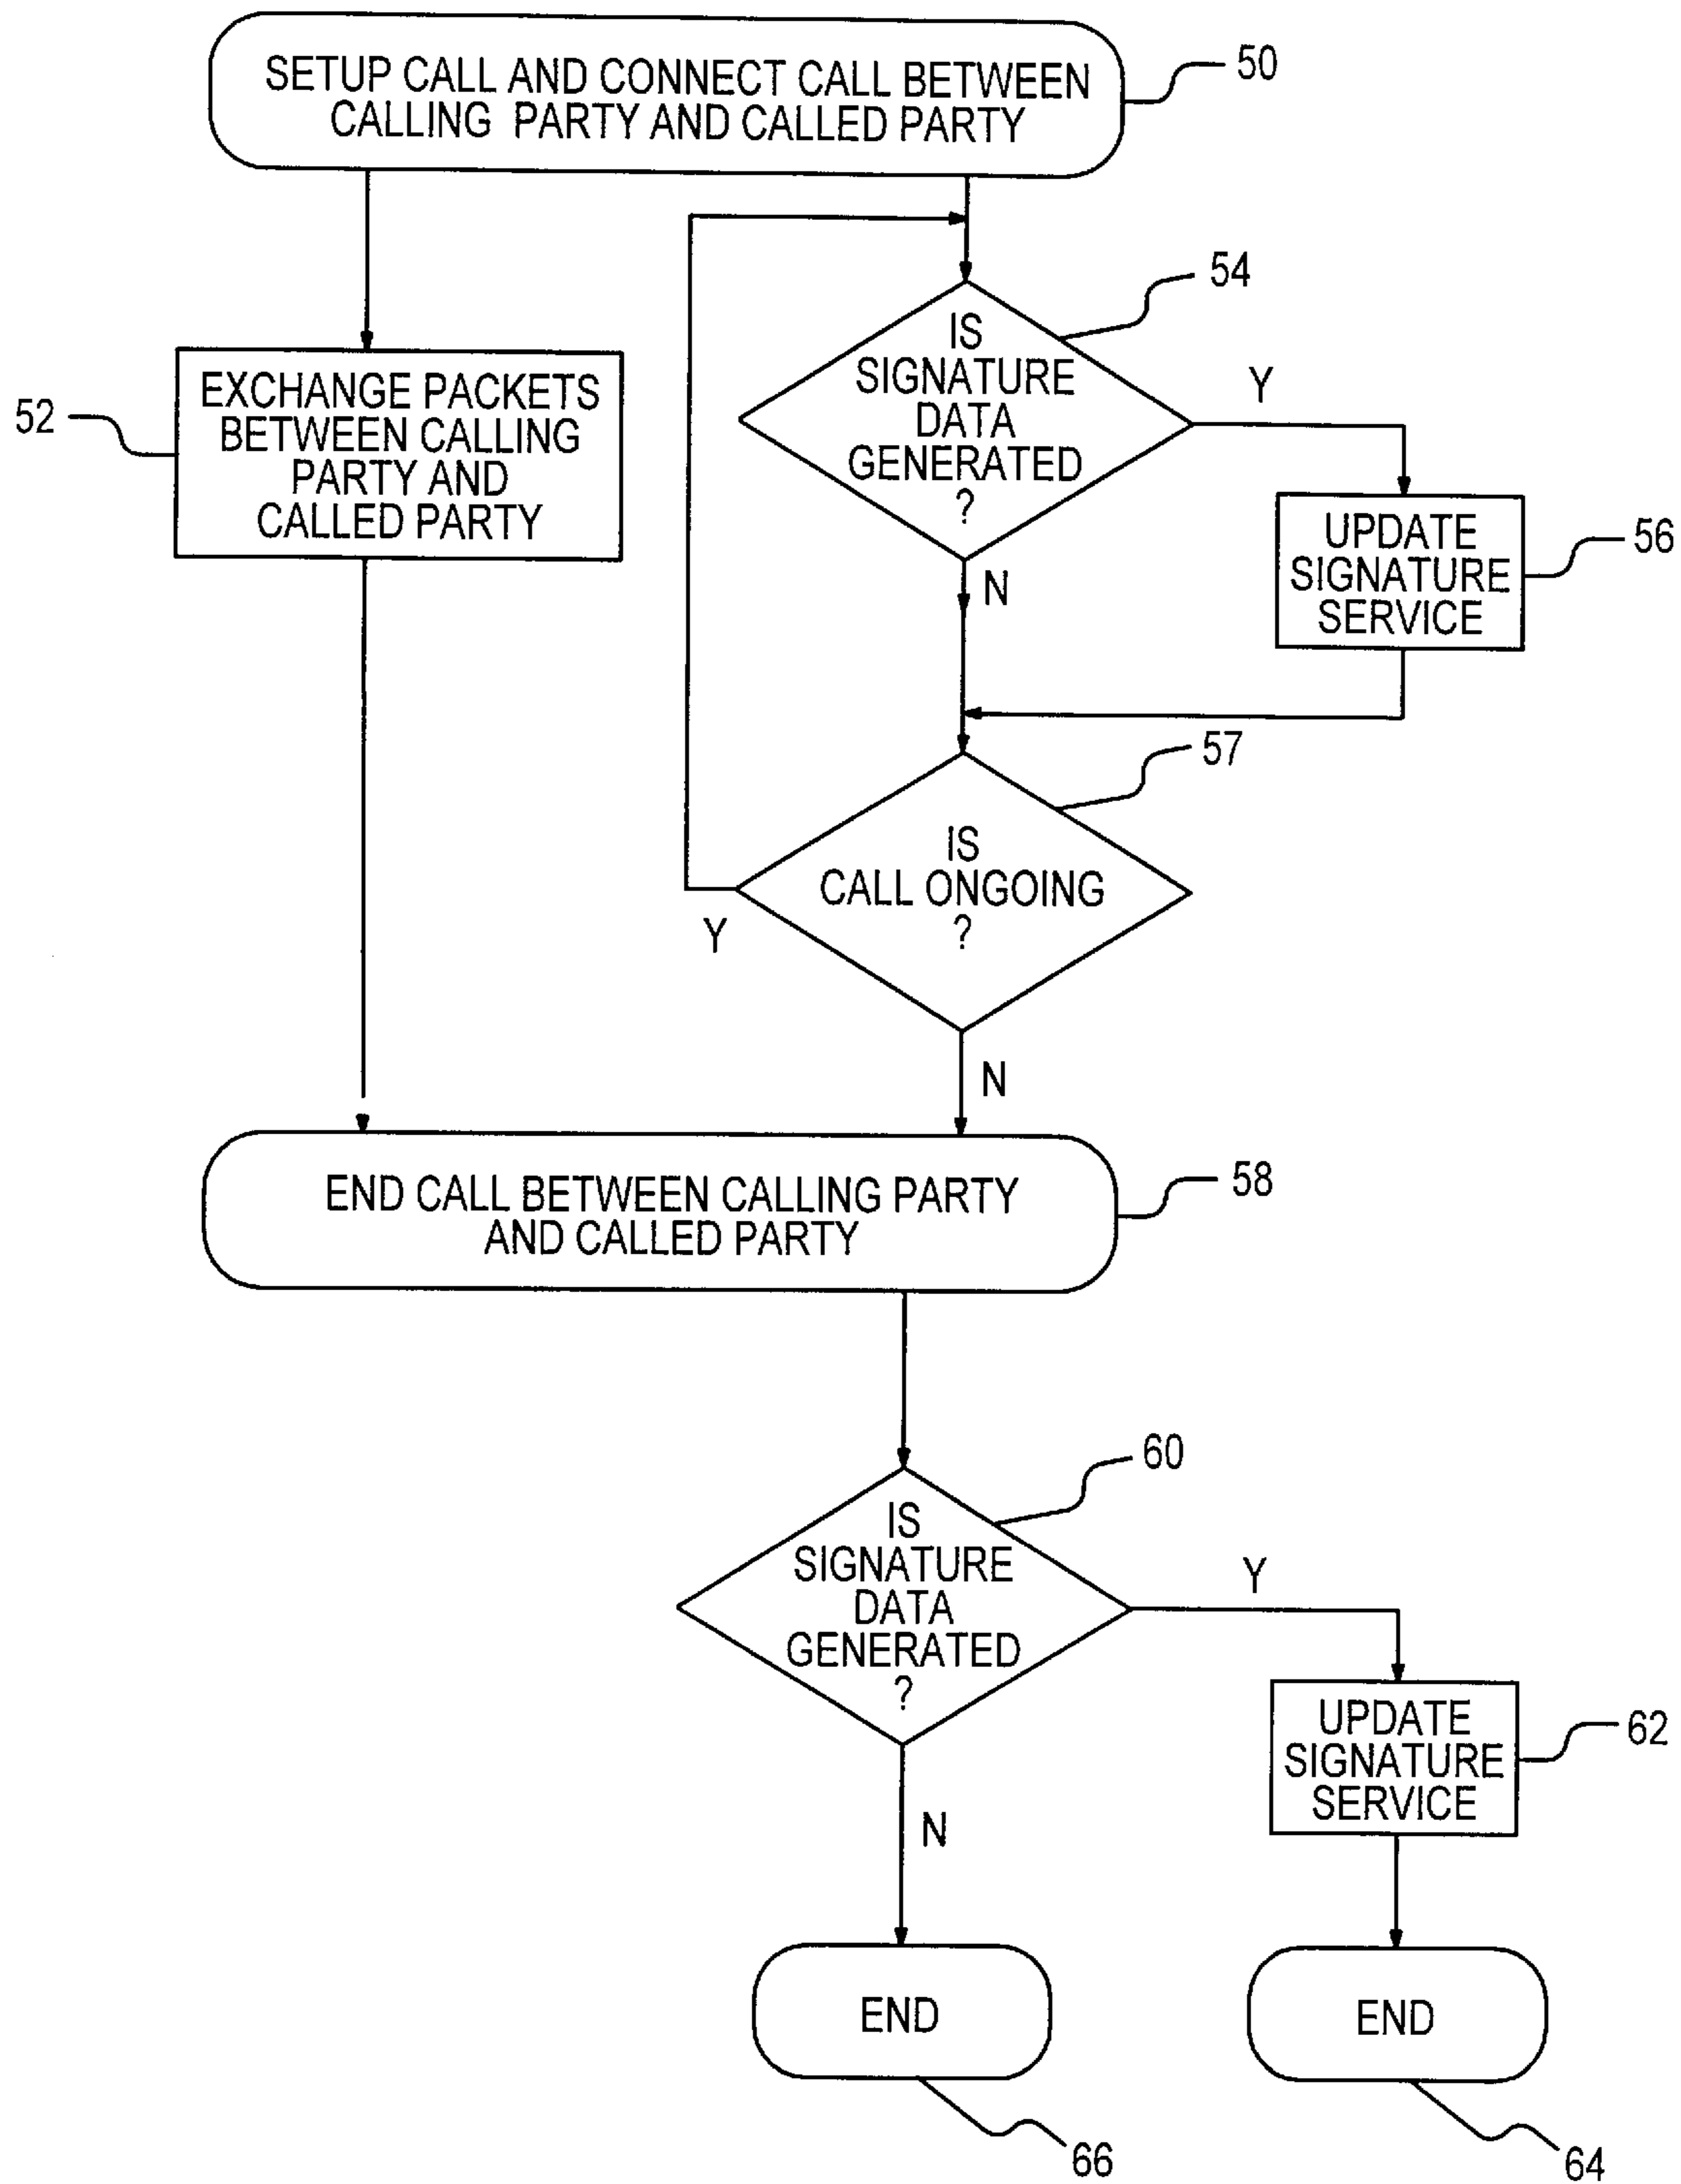 SETUP CALL AND CONNECT CALL BETWEEN
CALLING PARTY AND CALLED PARTY
50
54
IS
SIGNATURE
DATA
GENERATED
?
Y
52
EXCHANGE PACKETS
BETWEEN CALLING
PARTY AND
CALLED PARTY
56
UPDATE
SIGNATURE
SERVICE
N
57
IS
CALL ONGOING
?
Y
N
END CALL BETWEEN CALLING PARTY
AND CALLED PARTY
58
60
IS
SIGNATURE
DATA
GENERATED
?
Y
UPDATE
SIGNATURE
SERVICE
62
N
END
END
66
64